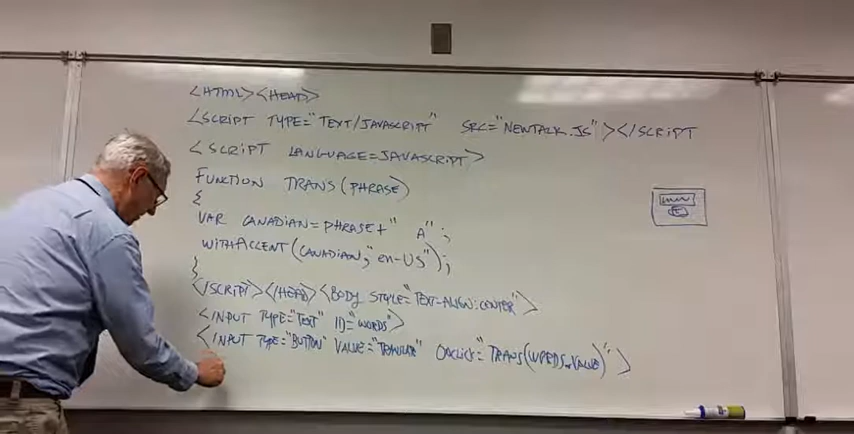 <HTML><HEAD>
<SCRIPT TYPE="TEXT/JAVASCRIPT" SRC="NEWTALK.JS"></SCRIPT
<SCRIPT LANGUAGE=JAVASCRIPT>
FUNCTION TRANS(PHRASE)
{
VAR CANADIAN=PHRASE+" A";
WITHACCENT(CANADIAN,"en-US");
}
</SCRIPT></HEAD><BODY STYLE="TEXT-ALIGN:CENTER">
<INPUT TYPE="TEXT" ID="WORDS">
<INPUT TYPE="BUTTON" VALUE="TRANSLATE" ONCLICK="TRANS(WORDS.VALUE)";>